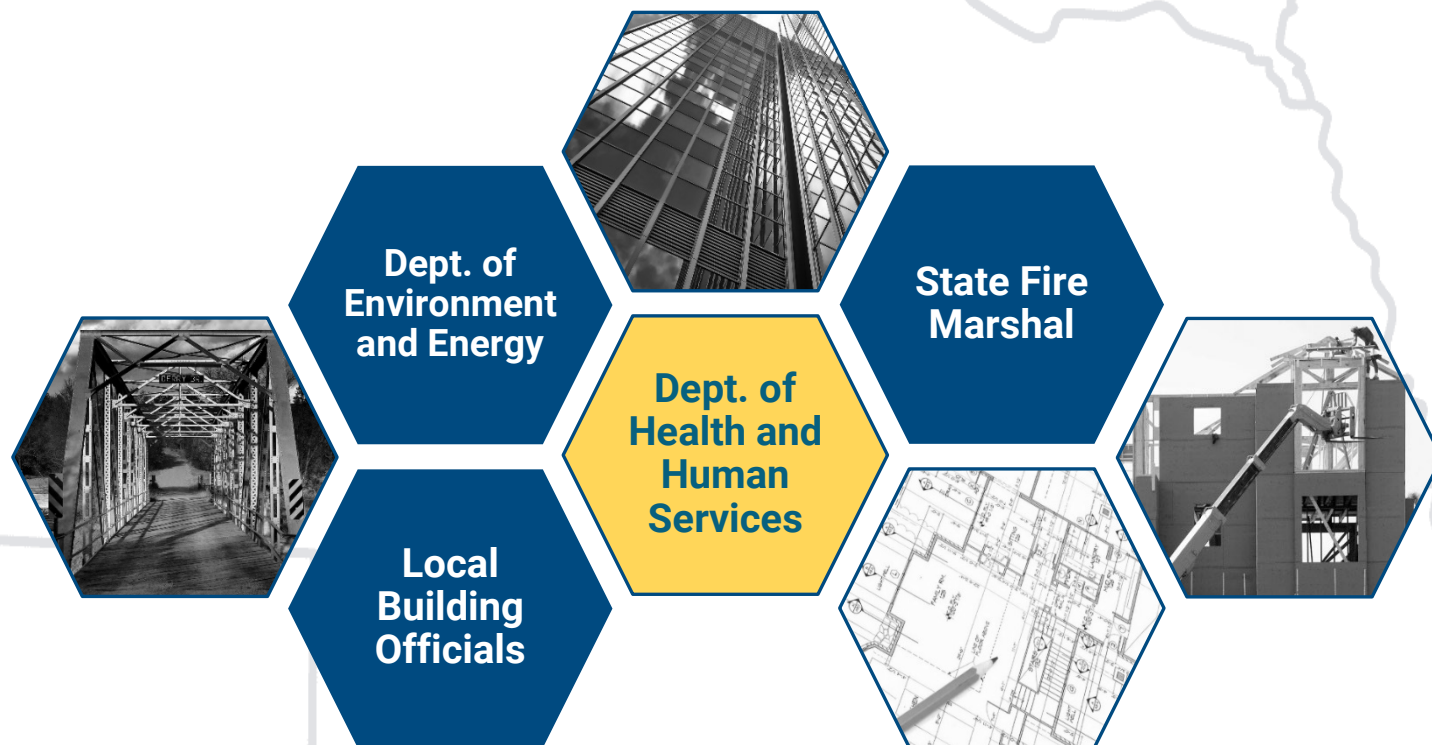 Dept. of
Environment
and Energy
State Fire
Marshal
Dept. of
Health and
Human
Services
Local
Building
Officials